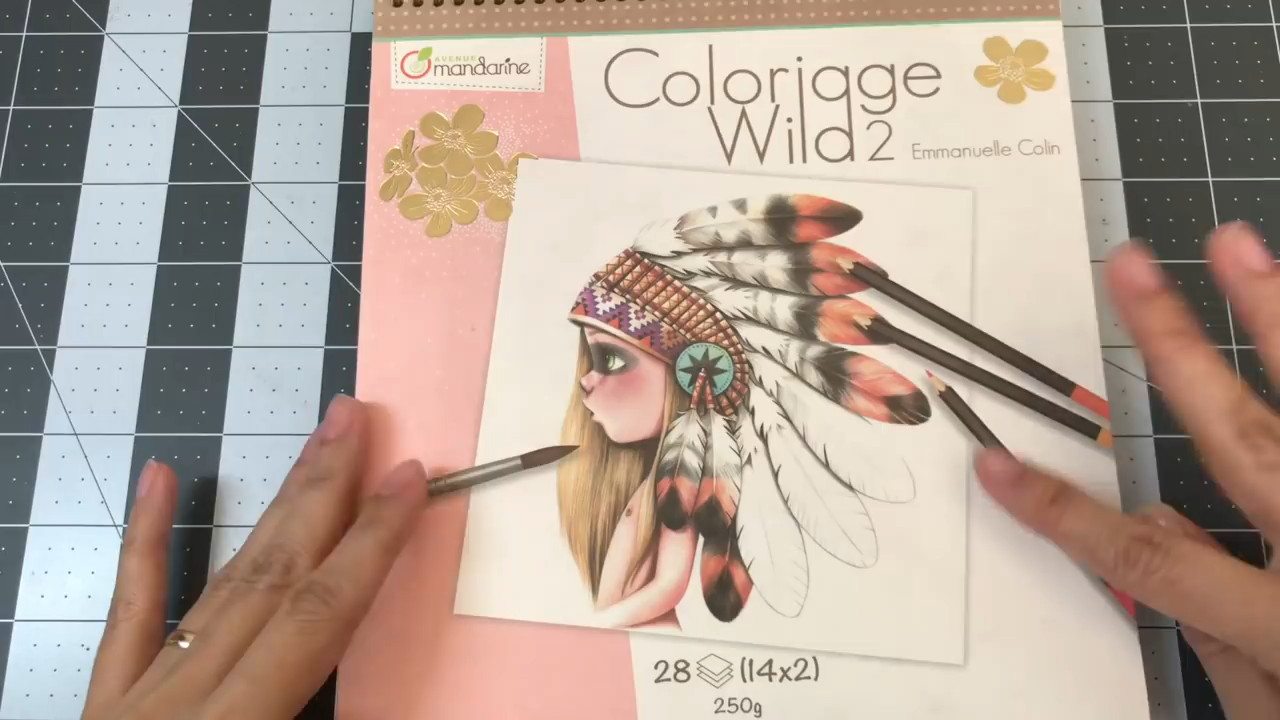 AVENUE
mandarine
Coloriage
Wild 2
Emmanuelle Colin
28 (14x2)
250g